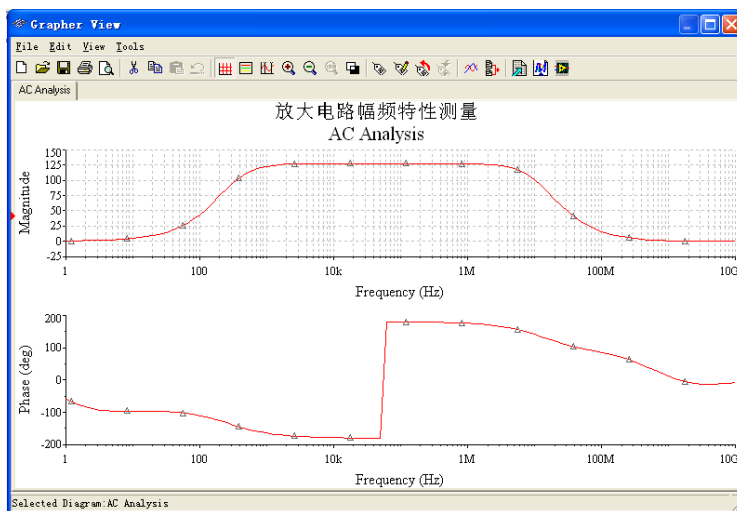 Grapher View
File Edit View Tools
AC Analysis
放大电路幅频特性测量
AC Analysis
Magnitude
150
125
100
75
50
25
0
-25
1 100 10k 1M 100M 10G
Frequency (Hz)
Phase (deg)
200
100
0
-100
-200
1 100 10k 1M 100M 10G
Frequency (Hz)
Selected Diagram:AC Analysis